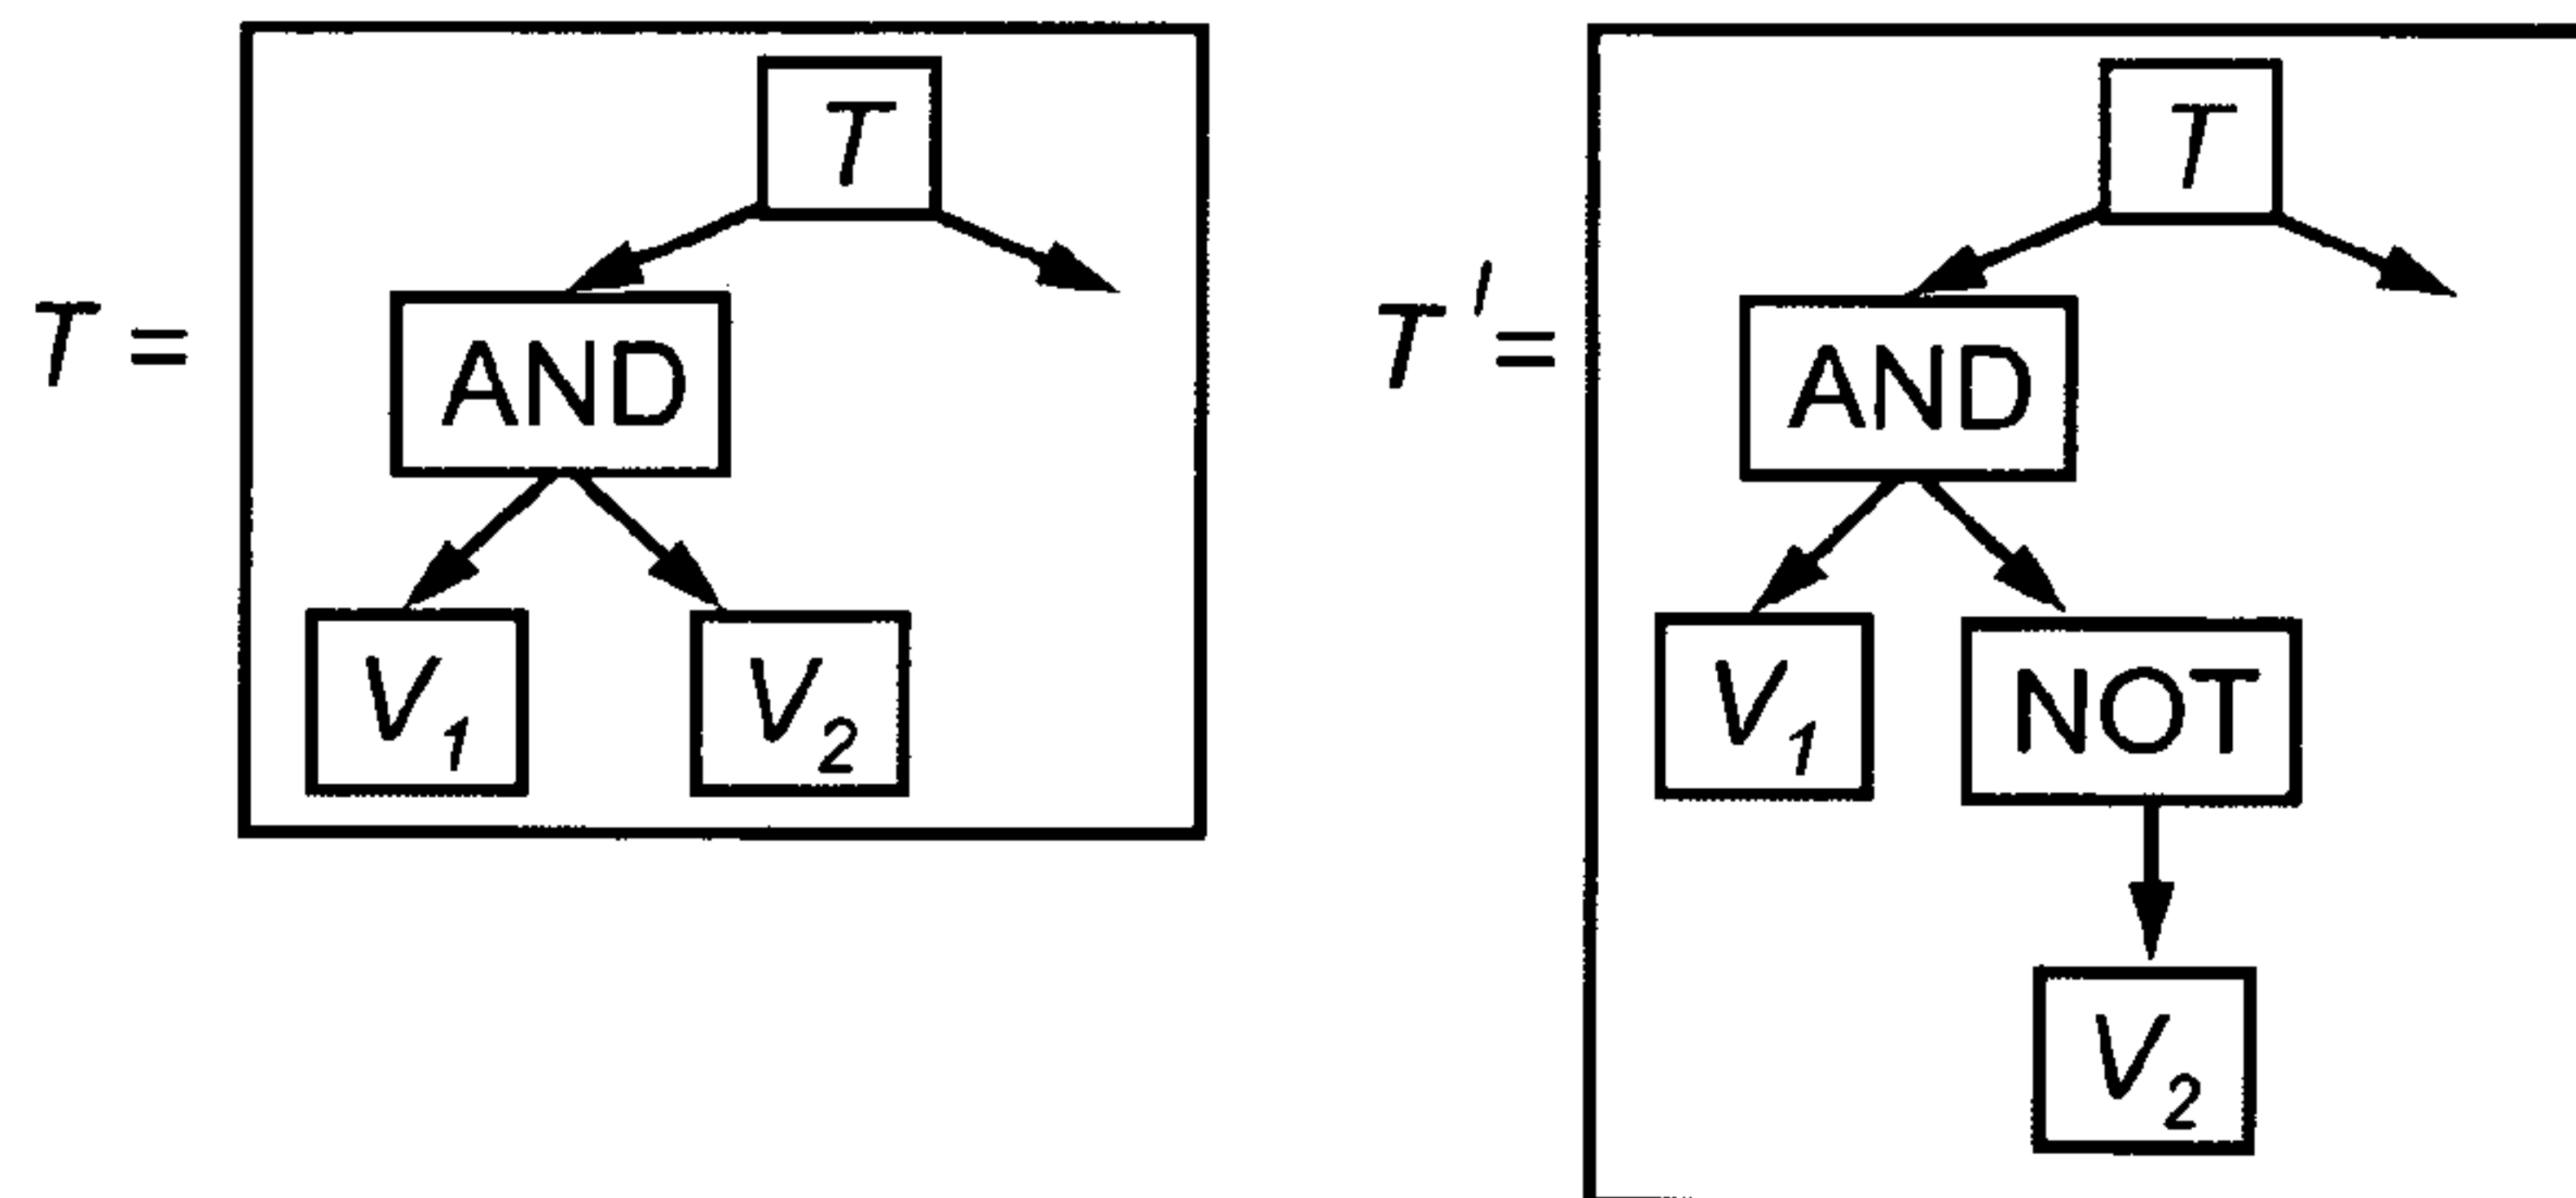 T =
T
AND
V1
V2
T' =
T
AND
V1
NOT
V2